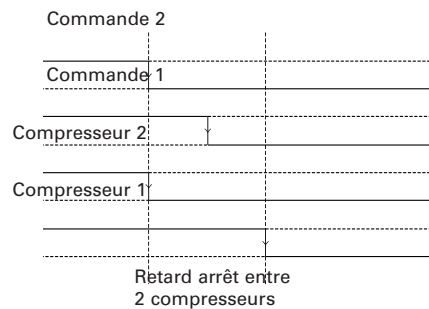 Commande 2
Commande 1
Compresseur 2
Compresseur 1
Retard arrêt entre
2 compresseurs